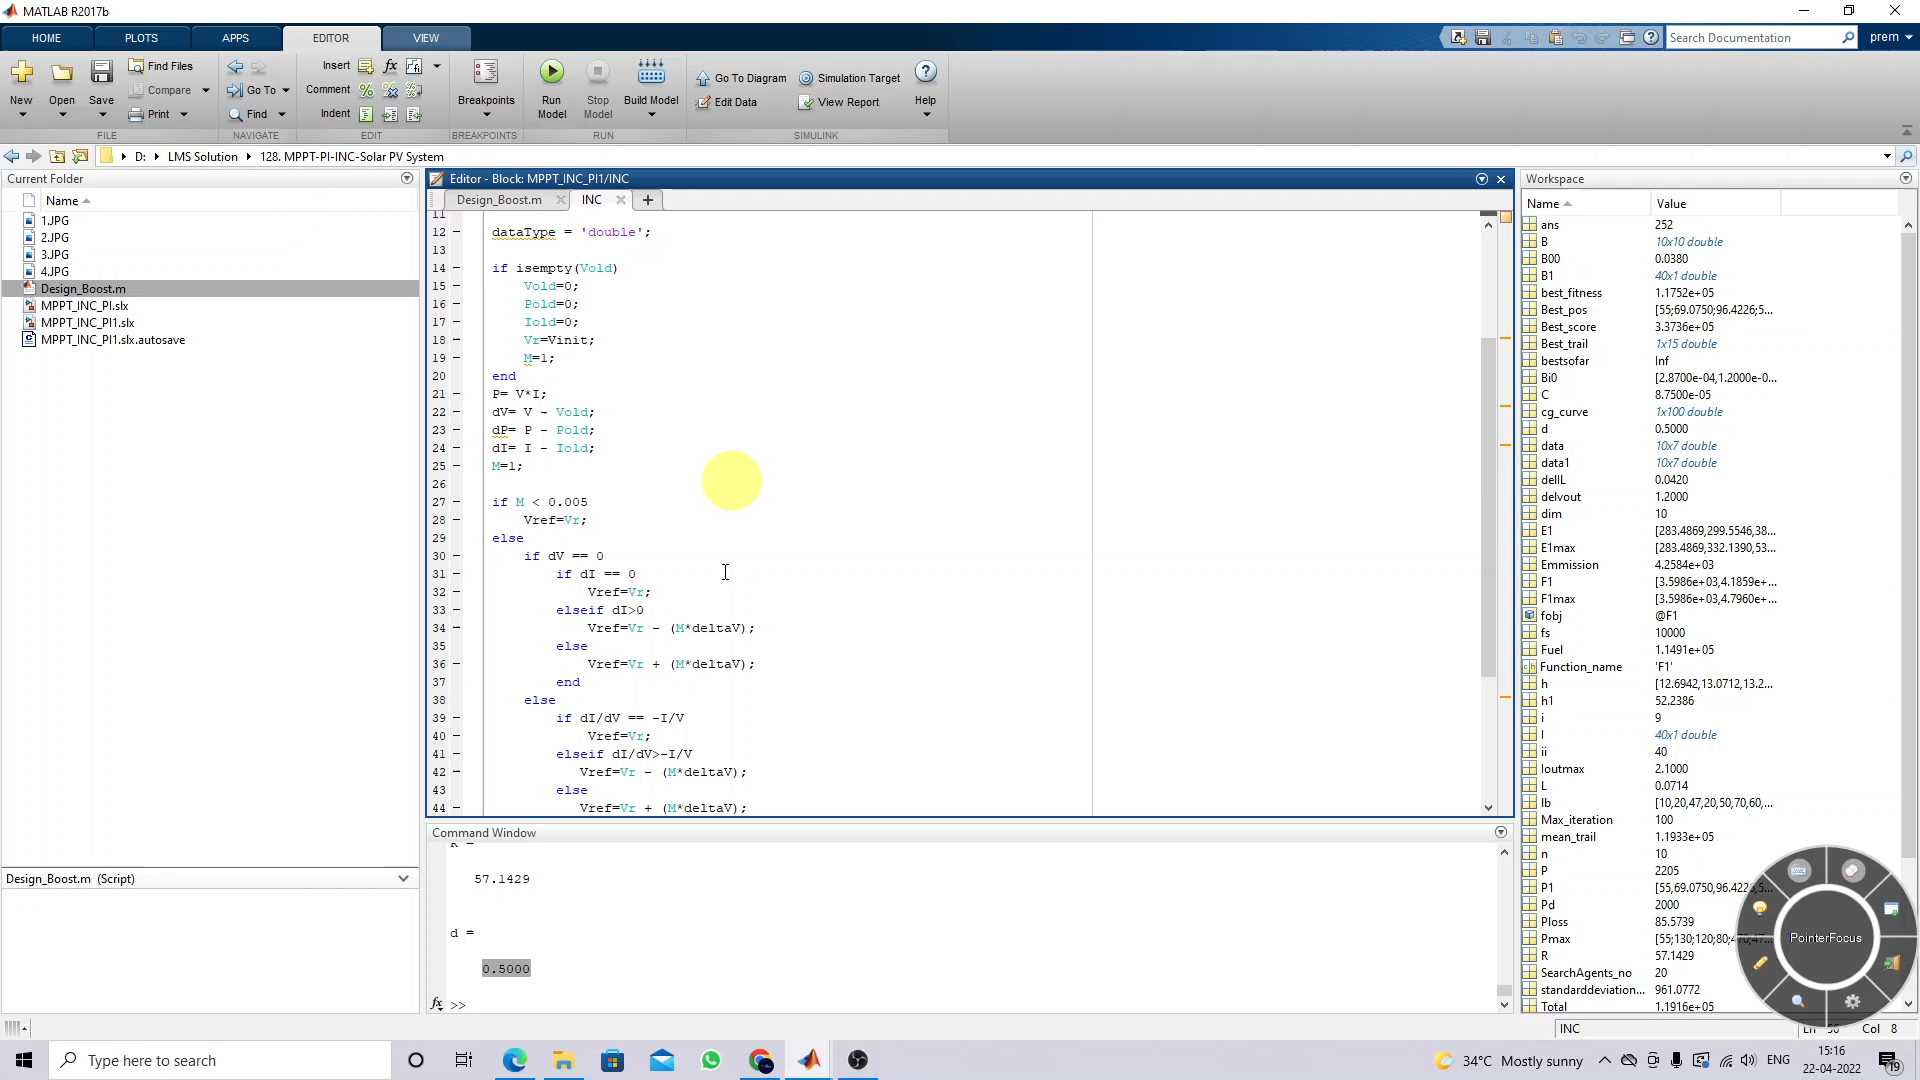 MATLAB R2017b
HOME PLOTS APPS EDITOR VIEW
Search Documentation
prem
New Open Save
Find Files
Compare
Print
Go To
Find
Insert
Comment
Indent
fx
Breakpoints
Run Model
Stop Model
Build Model
Go To Diagram
Simulation Target
Edit Data
View Report
Help
FILE NAVIGATE EDIT BREAKPOINTS RUN SIMULINK
D: LMS Solution 128. MPPT-PI-INC-Solar PV System
Current Folder
Name
1.JPG
2.JPG
3.JPG
4.JPG
Design_Boost.m
MPPT_INC_PI.slx
MPPT_INC_PI1.slx
MPPT_INC_PI1.slx.autosave
Design_Boost.m (Script)
Editor - Block: MPPT_INC_PI1/INC
Design_Boost.m INC
11
12 dataType = 'double';
13
14 if isempty(Vold)
15 Vold=0;
16 Pold=0;
17 Iold=0;
18 Vr=Vinit;
19 M=1;
20 end
21 P= V*I;
22 dV= V - Vold;
23 dP= P - Pold;
24 dI= I - Iold;
25 M=1;
26
27 if M < 0.005
28 Vref=Vr;
29 else
30 if dV == 0
31 if dI == 0
32 Vref=Vr;
33 elseif dI>0
34 Vref=Vr - (M*deltaV);
35 else
36 Vref=Vr + (M*deltaV);
37 end
38 else
39 if dI/dV == -I/V
40 Vref=Vr;
41 elseif dI/dV>-I/V
42 Vref=Vr - (M*deltaV);
43 else
44 Vref=Vr + (M*deltaV);
Command Window
57.1429
d =
0.5000
fx >>
Workspace
Name Value
ans 252
B 10x10 double
B00 0.0380
B1 40x1 double
best_fitness 1.1752e+05
Best_pos [55;69.0750;96.4226;5...
Best_score 3.3736e+05
Best_trail 1x15 double
bestsofar Inf
Bi0 [2.8700e-04,1.2000e-0...
C 8.7500e-05
cg_curve 1x100 double
d 0.5000
data 10x7 double
data1 10x7 double
dellL 0.0420
delvout 1.2000
dim 10
E1 [283.4869,299.5546,38...
E1max [283.4869,332.1390,53...
Emmission 4.2584e+03
F1 [3.5986e+03,4.1859e+...
F1max [3.5986e+03,4.7960e+...
fobj @F1
fs 10000
Fuel 1.1491e+05
Function_name 'F1'
h [12.6942,13.0712,13.2...
h1 52.2386
i 9
I 40x1 double
ii 40
Ioutmax 2.1000
L 0.0714
lb [10,20,47,20,50,70,60,...
Max_iteration 100
mean_trail 1.1933e+05
n 10
P 2205
P1 [55,69.0750,96.4226,5...
Pd 2000
Ploss 85.5739
Pmax [55;130;120;80;470;47...
R 57.1429
SearchAgents_no 20
standarddeviation... 961.0772
Total 1.1916e+05
PointerFocus
INC Col 8
Type here to search
34°C Mostly sunny
ENG
15:16
22-04-2022
19